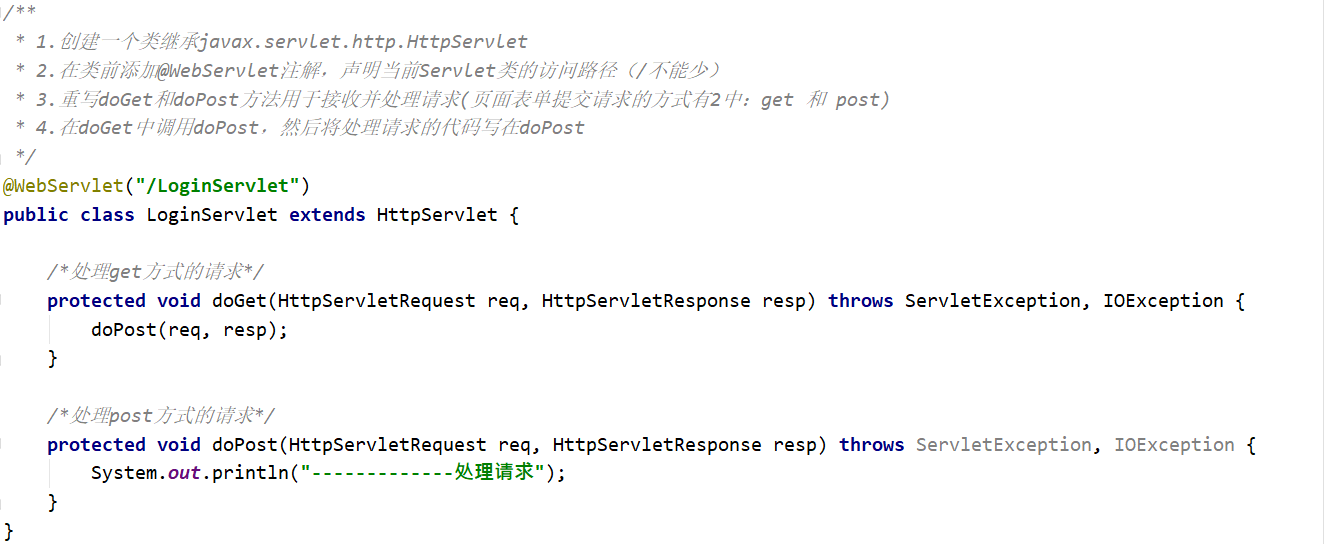 /**
 * 1.创建一个类继承javax.servlet.http.HttpServlet
 * 2.在类前添加@WebServlet注解，声明当前Servlet类的访问路径（/不能少）
 * 3.重写doGet和doPost方法用于接收并处理请求(页面表单提交请求的方式有2中：get 和 post)
 * 4.在doGet中调用doPost，然后将处理请求的代码写在doPost
 */
@WebServlet("/LoginServlet")
public class LoginServlet extends HttpServlet {
    /*处理get方式的请求*/
    protected void doGet(HttpServletRequest req, HttpServletResponse resp) throws ServletException, IOException {
        doPost(req, resp);
    }
    /*处理post方式的请求*/
    protected void doPost(HttpServletRequest req, HttpServletResponse resp) throws ServletException, IOException {
        System.out.println("-------------处理请求");
    }
}